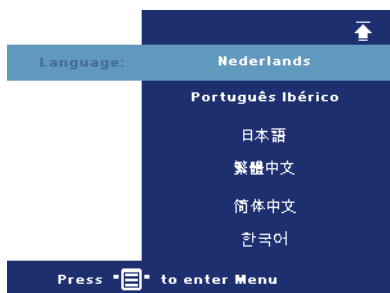 Language: Nederlands
Português Ibérico
日本語
繁體中文
简体中文
한국어
Press "" to enter Menu